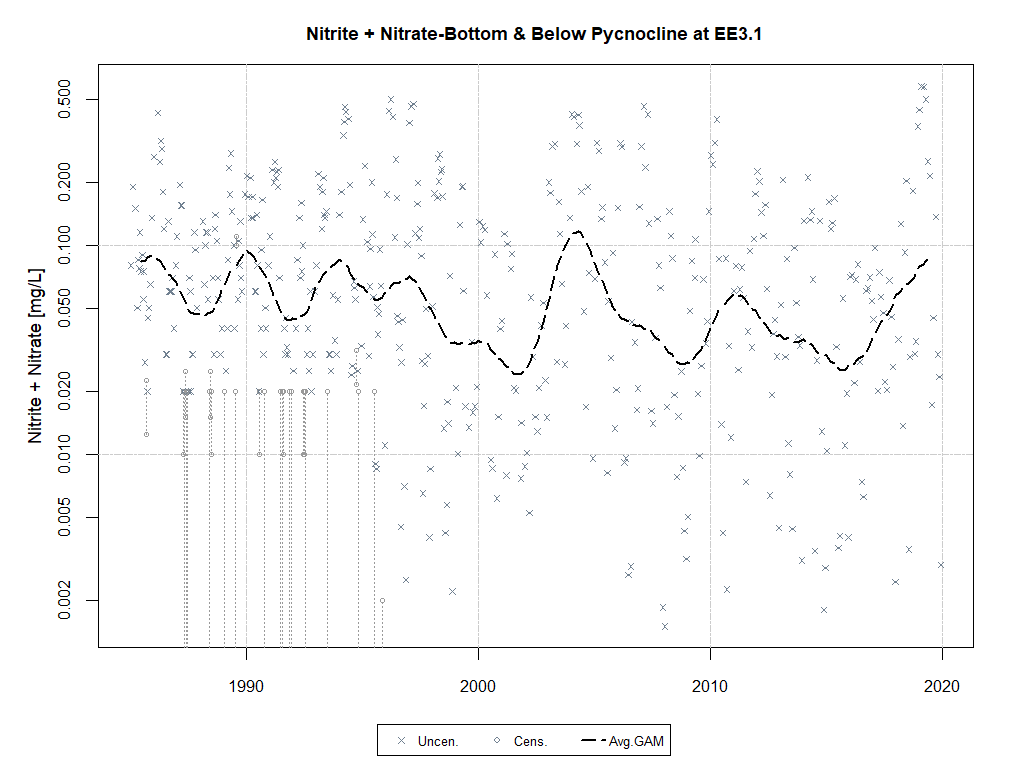 Nitrite + Nitrate-Bottom & Below Pycnocline at EE3.1
Nitrite + Nitrate [mg/L]
0.500
0.200
0.100
0.050
0.020
0.010
0.005
0.002
1990
2000
2010
2020
Uncen.
Cens.
Avg.GAM